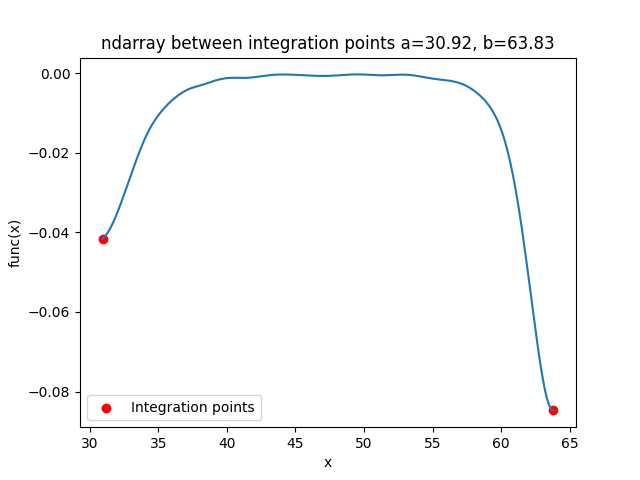 ndarray between integration points a=30.92, b=63.83
0.00
−0.02
−0.04
−0.06
−0.08
func(x)
Integration points
30 35 40 45 50 55 60 65
x